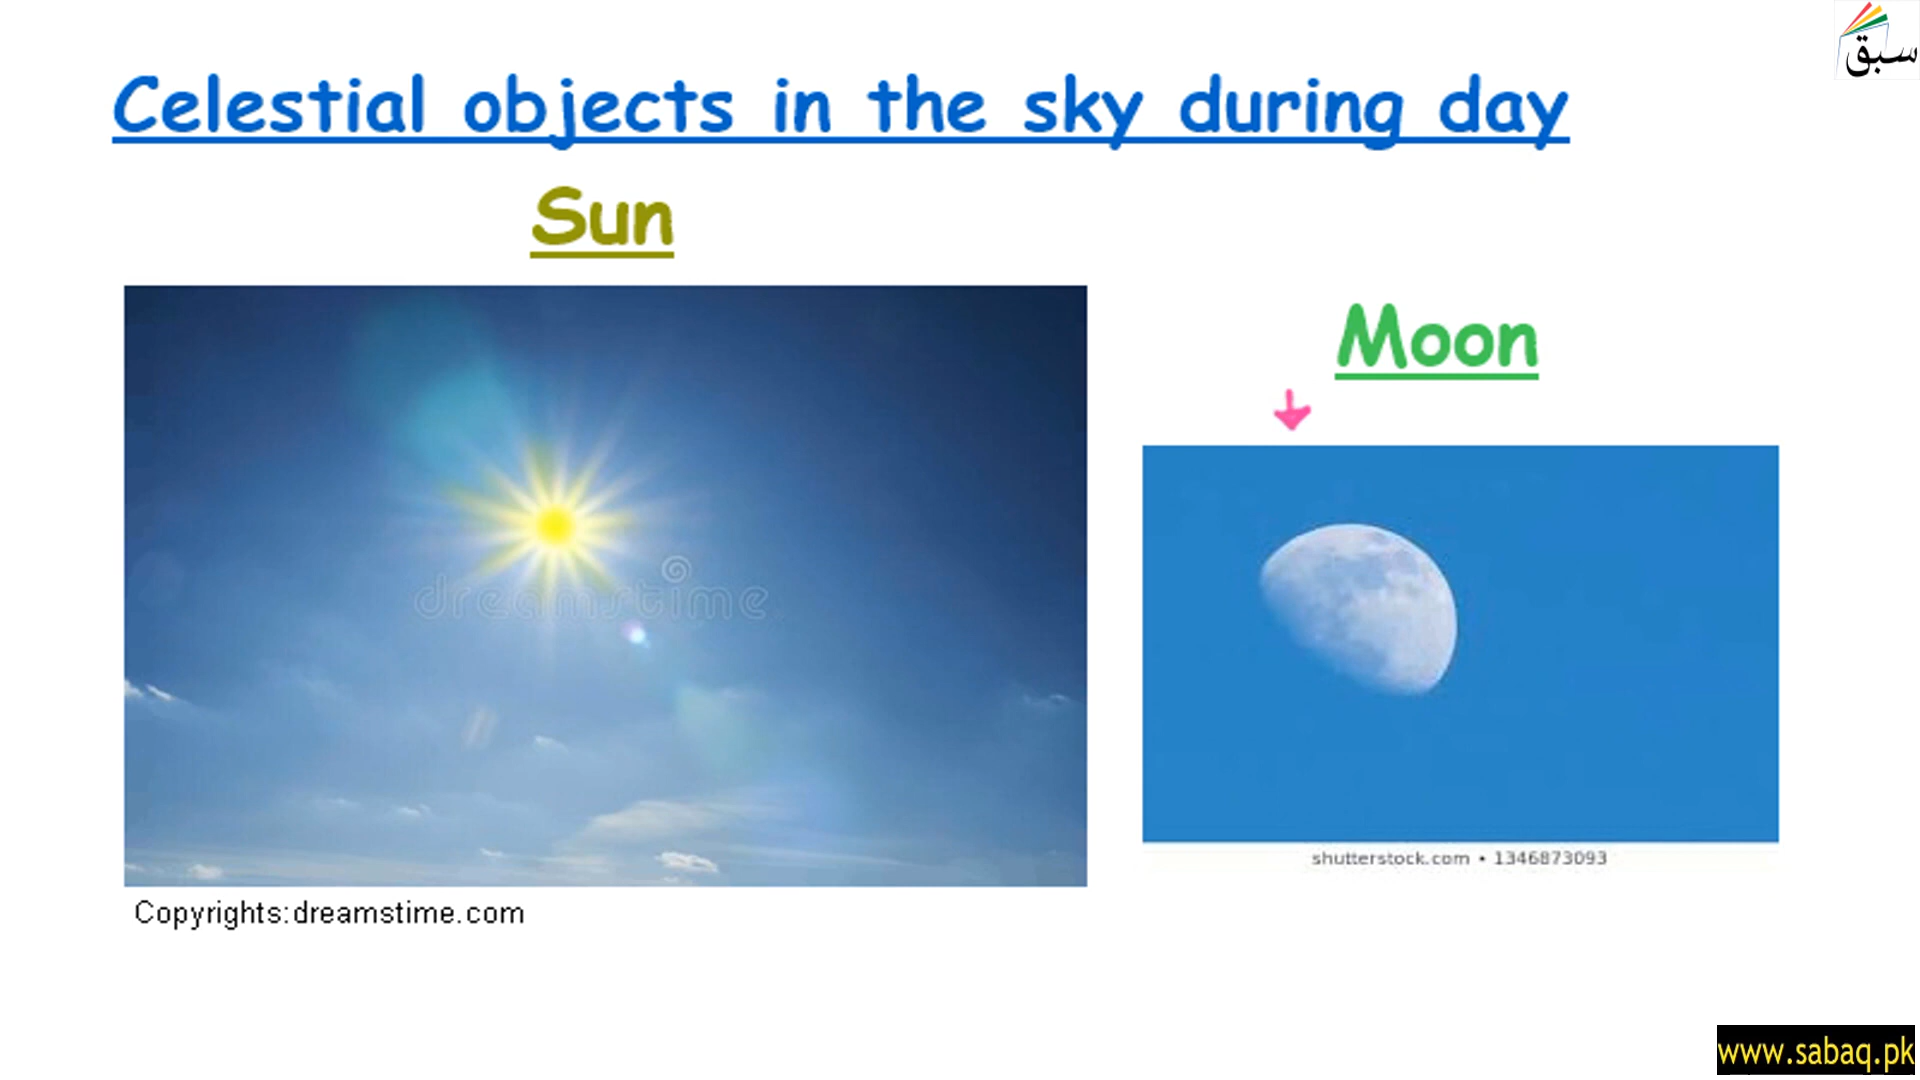 سبق
Celestial objects in the sky during day
Sun
Moon
dreamstime
shutterstock.com • 1346873093
Copyrights:dreamstime.com
www.sabaq.pk